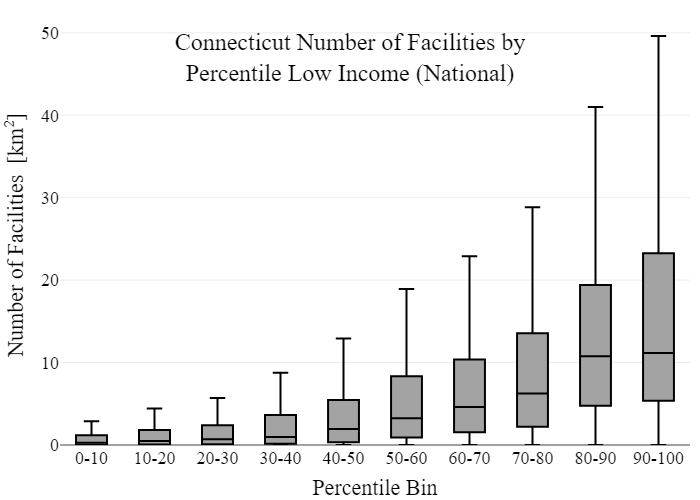 Connecticut Number of Facilities by
Percentile Low Income (National)
Number of Facilities [km²]
50
40
30
20
10
0
0-10 10-20 20-30 30-40 40-50 50-60 60-70 70-80 80-90 90-100
Percentile Bin